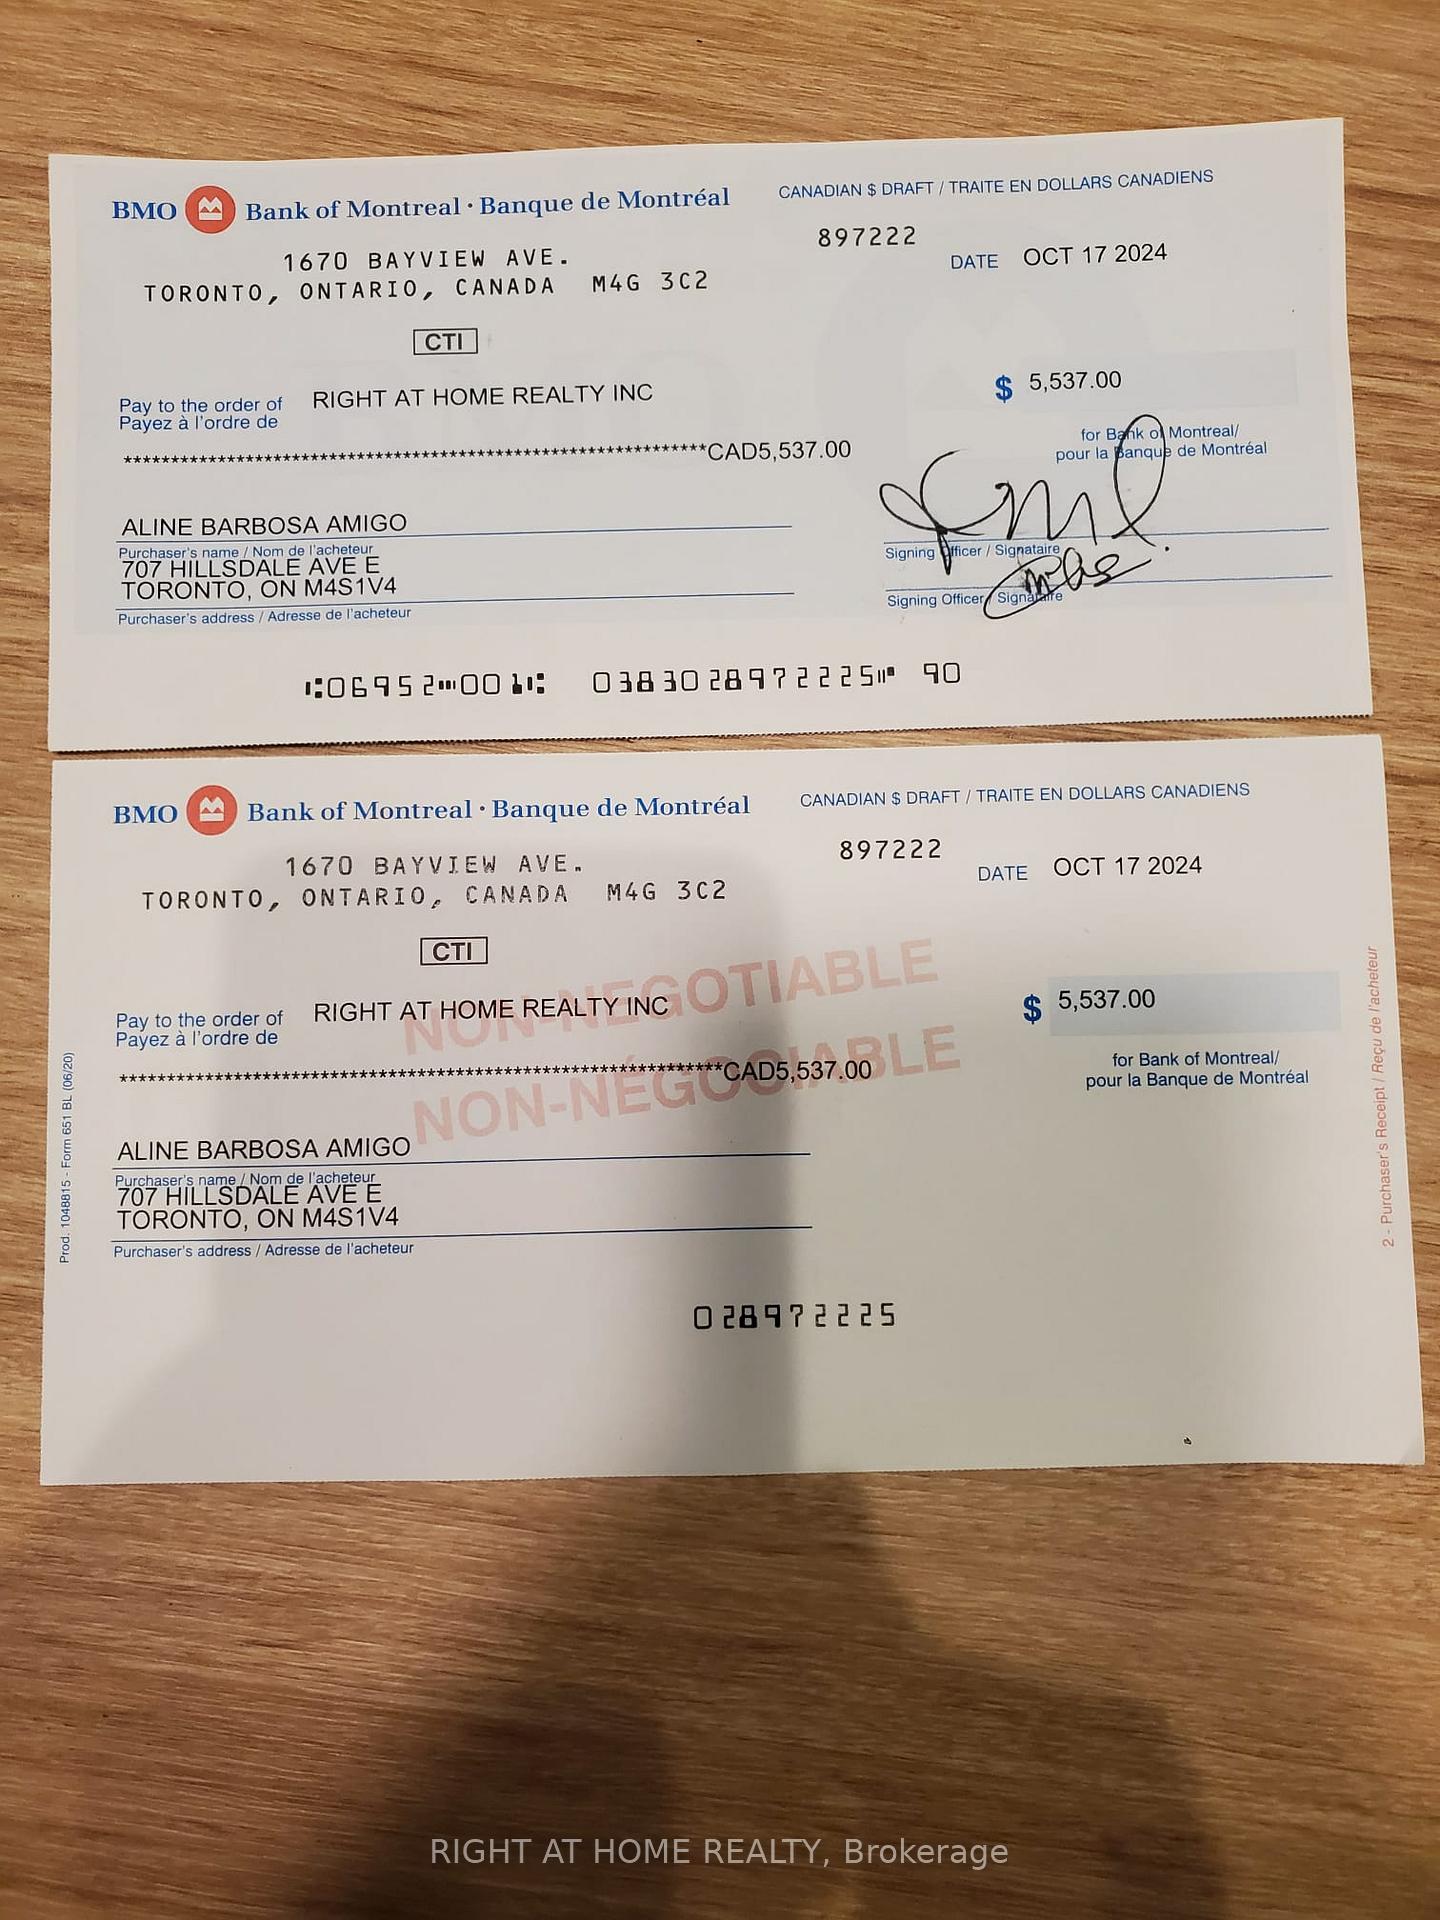 BMO Bank of Montreal · Banque de Montréal
CANADIAN $ DRAFT / TRAITE EN DOLLARS CANADIENS
1670 BAYVIEW AVE.
TORONTO, ONTARIO, CANADA M4G 3C2
897222
DATE OCT 17 2024
CTI
Pay to the order of
Payez à l'ordre de
RIGHT AT HOME REALTY INC
$ 5,537.00
**************************************************************CAD5,537.00
for Bank of Montreal/
pour la Banque de Montréal
ALINE BARBOSA AMIGO
Purchaser's name / Nom de l'acheteur
707 HILLSDALE AVE E
TORONTO, ON M4S1V4
Purchaser's address / Adresse de l'acheteur
Signing Officer / Signataire
Signing Officer / Signataire
⑆06952⑉001⑆ 0383028972225⑈ 90
BMO Bank of Montreal · Banque de Montréal
CANADIAN $ DRAFT / TRAITE EN DOLLARS CANADIENS
1670 BAYVIEW AVE.
TORONTO, ONTARIO, CANADA M4G 3C2
897222
DATE OCT 17 2024
CTI
NON-NEGOTIABLE
NON-NÉGOCIABLE
Pay to the order of
Payez à l'ordre de
RIGHT AT HOME REALTY INC
$ 5,537.00
**************************************************************CAD5,537.00
for Bank of Montreal/
pour la Banque de Montréal
ALINE BARBOSA AMIGO
Purchaser's name / Nom de l'acheteur
707 HILLSDALE AVE E
TORONTO, ON M4S1V4
Purchaser's address / Adresse de l'acheteur
028972225
Prod. 1048815 - Form 651 BL (06/20)
2 - Purchaser's Receipt / Reçu de l'acheteur
RIGHT AT HOME REALTY, Brokerage